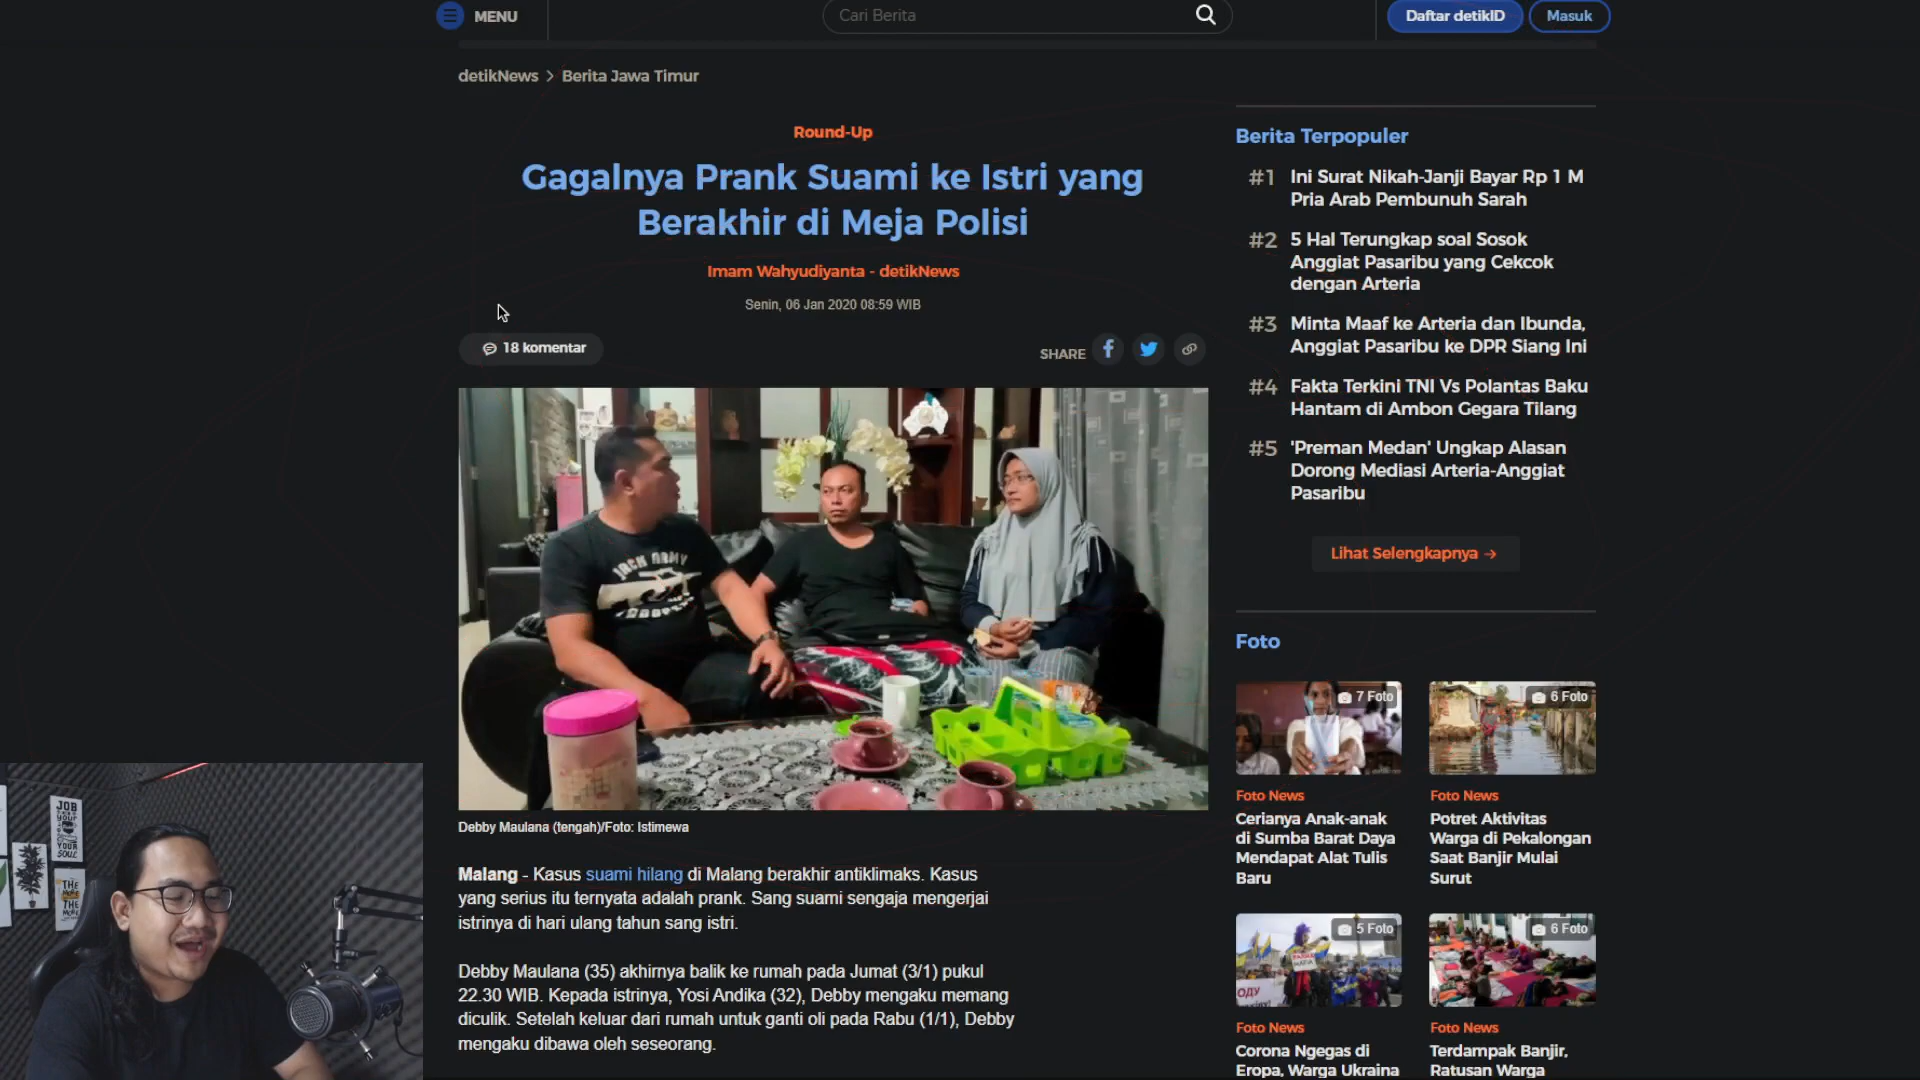 MENU
Cari Berita
Daftar detikID
Masuk
detikNews > Berita Jawa Timur
Round-Up
Gagalnya Prank Suami ke Istri yang
Berakhir di Meja Polisi
Imam Wahyudiyanta - detikNews
Senin, 06 Jan 2020 08:59 WIB
18 komentar
SHARE
JACK ARMY
TROOPERS
Debby Maulana (tengah)/Foto: Istimewa
Malang - Kasus suami hilang di Malang berakhir antiklimaks. Kasus
yang serius itu ternyata adalah prank. Sang suami sengaja mengerjai
istrinya di hari ulang tahun sang istri.
Debby Maulana (35) akhirnya balik ke rumah pada Jumat (3/1) pukul
22.30 WIB. Kepada istrinya, Yosi Andika (32), Debby mengaku memang
diculik. Setelah keluar dari rumah untuk ganti oli pada Rabu (1/1), Debby
mengaku dibawa oleh seseorang.
Berita Terpopuler
#1 Ini Surat Nikah-Janji Bayar Rp 1 M
Pria Arab Pembunuh Sarah
#2 5 Hal Terungkap soal Sosok
Anggiat Pasaribu yang Cekcok
dengan Arteria
#3 Minta Maaf ke Arteria dan Ibunda,
Anggiat Pasaribu ke DPR Siang Ini
#4 Fakta Terkini TNI Vs Polantas Baku
Hantam di Ambon Gegara Tilang
#5 'Preman Medan' Ungkap Alasan
Dorong Mediasi Arteria-Anggiat
Pasaribu
Lihat Selengkapnya →
Foto
7 Foto
Foto News
Cerianya Anak-anak
di Sumba Barat Daya
Mendapat Alat Tulis
Baru
6 Foto
Foto News
Potret Aktivitas
Warga di Pekalongan
Saat Banjir Mulai
Surut
5 Foto
Foto News
Corona Ngegas di
Eropa, Warga Ukraina
6 Foto
Foto News
Terdampak Banjir,
Ratusan Warga
JOB
YOUR
SOUL
THE
MORE